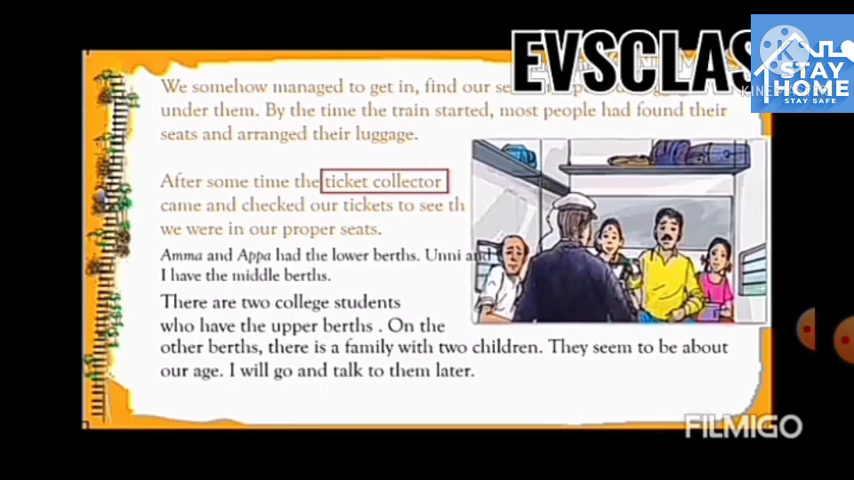 EVSCLAS
STAY
HOME
STAY SAFE
We somehow managed to get in, find our
under them. By the time the train started, most people had found their
seats and arranged their luggage.
After some time the ticket collector
came and checked our tickets to see th
we were in our proper seats.
Amma and Appa had the lower berths. Unni and
I have the middle berths.
There are two college students
who have the upper berths . On the
other berths, there is a family with two children. They seem to be about
our age. I will go and talk to them later.
FILMIGO